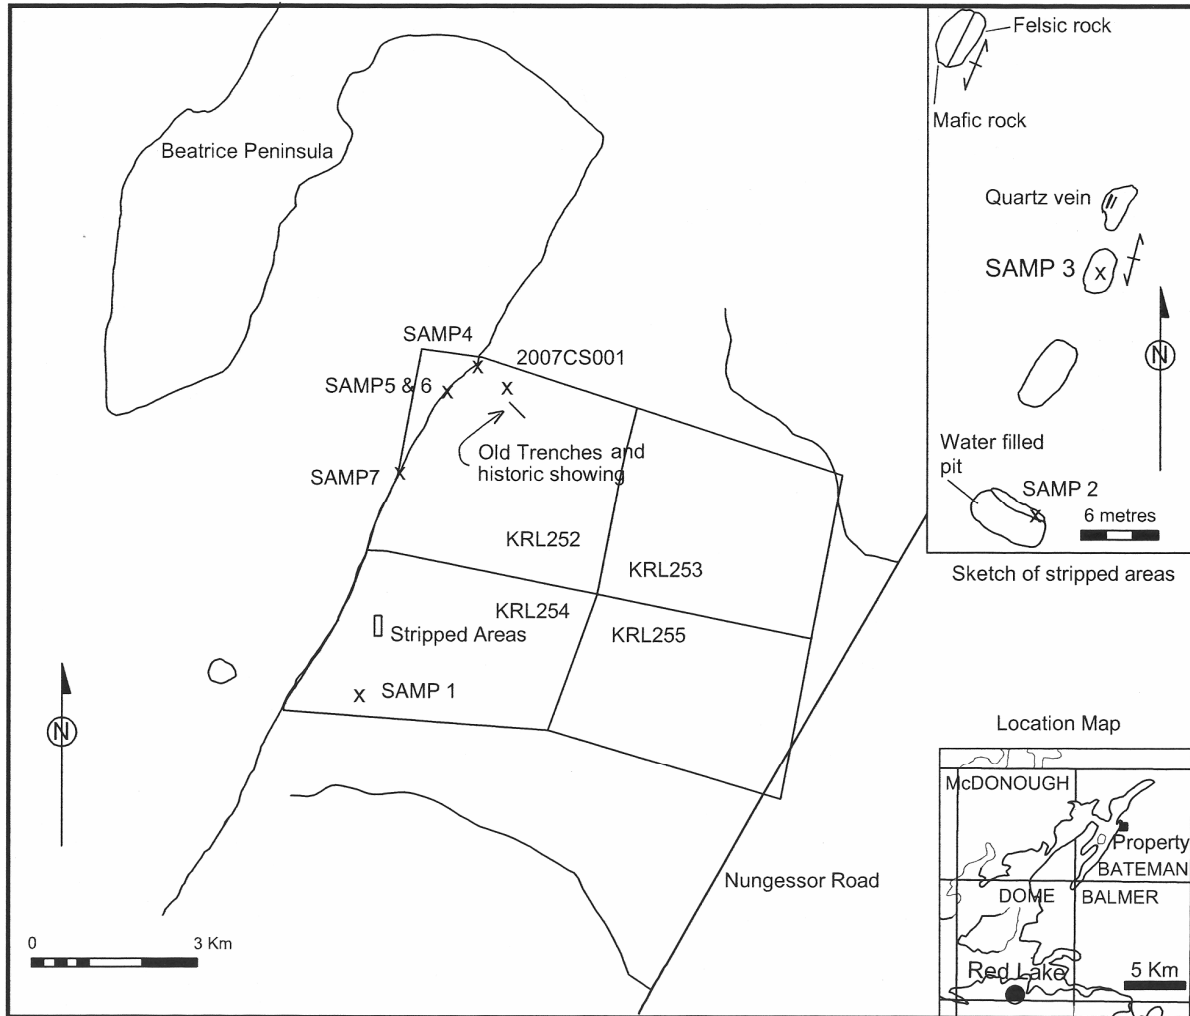 Beatrice Peninsula
SAMP4
2007CS001
SAMP5 & 6
Old Trenches and
historic showing
SAMP7
KRL252
KRL253
KRL254
KRL255
Stripped Areas
SAMP 1
N
Nungessor Road
0 3 Km
Felsic rock
Mafic rock
Quartz vein
SAMP 3
N
Water filled
pit
SAMP 2
6 metres
Sketch of stripped areas
Location Map
McDONOUGH
Property
BATEMAN
DOME
BALMER
Red Lake
5 Km